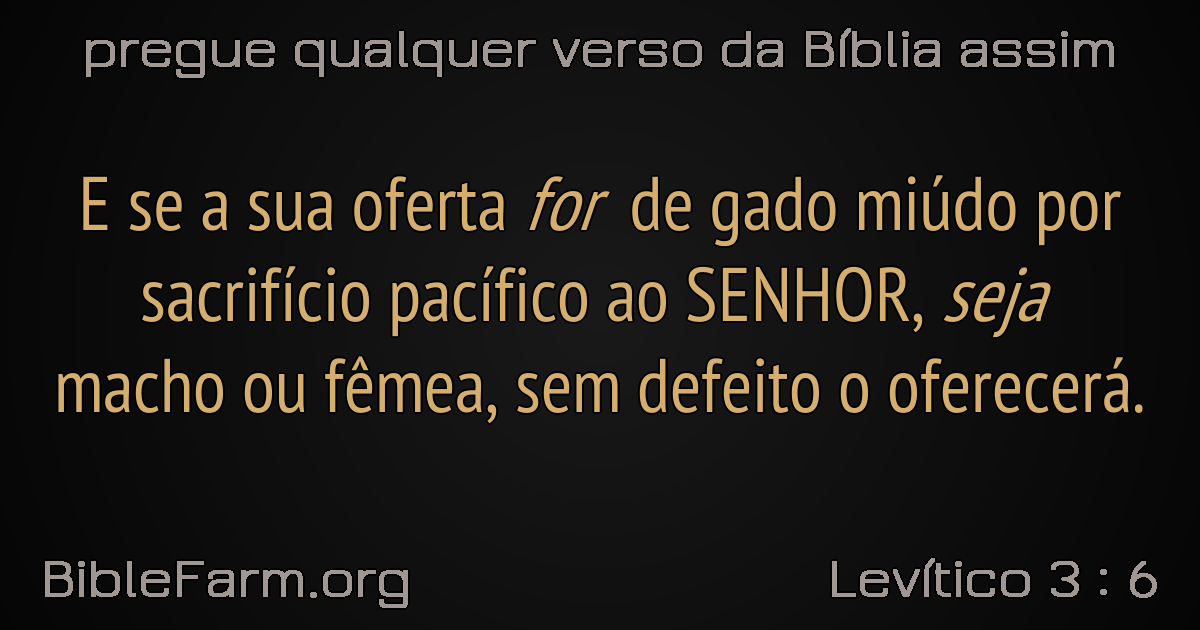 pregue qualquer verso da Bíblia assim
E se a sua oferta for de gado miúdo por
sacrifício pacífico ao SENHOR, seja
macho ou fêmea, sem defeito o oferecerá.
BibleFarm.org
Levítico 3 : 6